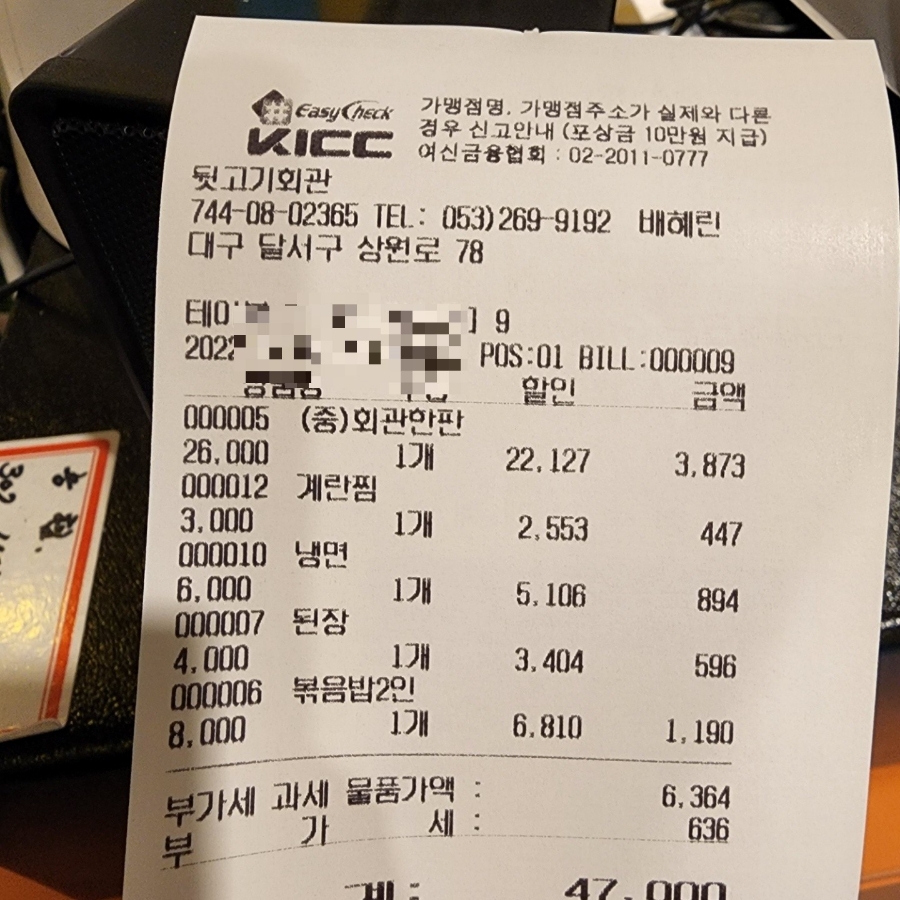 EasyCheck
KICC
가맹점명, 가맹점주소가 실제와 다른
경우 신고안내 (포상금 10만원 지급)
여신금융협회 : 02-2011-0777
뒷고기회관
744-08-02365 TEL: 053)269-9192 배혜린
대구 달서구 상원로 78
9
POS:01 BILL:000009
할인 금액
000005 (중)회관한판
26,000 1개 22,127 3,873
000012 계란찜
3,000 1개 2,553 447
000010 냉면
6,000 1개 5,106 894
000007 된장
4,000 1개 3,404 596
000006 볶음밥2인
8,000 1개 6,810 1,190
부가세 과세 물품가액 : 6,364
부 가 세 : 636
계 : 47,000